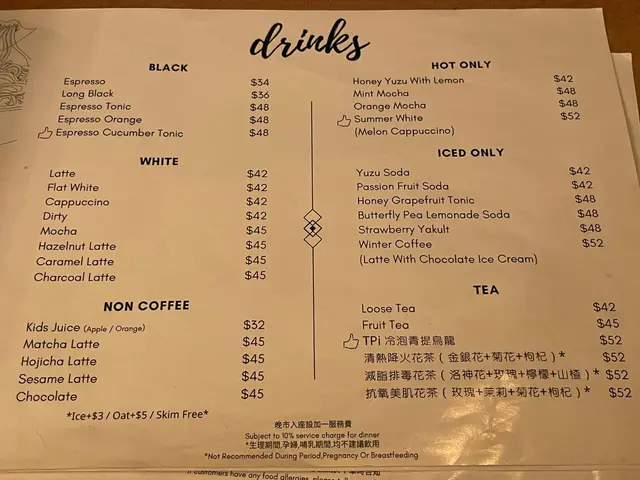 drinks
BLACK
Espresso $34
Long Black $36
Espresso Tonic $48
Espresso Orange $48
Espresso Cucumber Tonic $48
WHITE
Latte $42
Flat White $42
Cappuccino $42
Dirty $42
Mocha $45
Hazelnut Latte $45
Caramel Latte $45
Charcoal Latte $45
NON COFFEE
Kids Juice (Apple / Orange) $32
Matcha Latte $45
Hojicha Latte $45
Sesame Latte $45
Chocolate $45
*Ice+$3 / Oat+$5 / Skim Free*
HOT ONLY
Honey Yuzu With Lemon $42
Mint Mocha $48
Orange Mocha $48
Summer White $52
(Melon Cappuccino)
ICED ONLY
Yuzu Soda $42
Passion Fruit Soda $42
Honey Grapefruit Tonic $48
Butterfly Pea Lemonade Soda $48
Strawberry Yakult $48
Winter Coffee $52
(Latte With Chocolate Ice Cream)
TEA
Loose Tea $42
Fruit Tea $45
TPi 冷泡青提烏龍 $52
清熱降火花茶 ( 金銀花+菊花+枸杞 ) * $52
減脂排毒花茶 ( 洛神花+玫瑰+檸檬+山楂 ) * $52
抗氧美肌花茶 ( 玫瑰+茉莉+菊花+枸杞 ) * $52
晚市入座設加一服務費
Subject to 10% service charge for dinner
*生理期間,孕婦,哺乳期間,均不建議飲用
*Not Recommended During Period,Pregnancy Or Breastfeeding
If customers have any food allergies, please